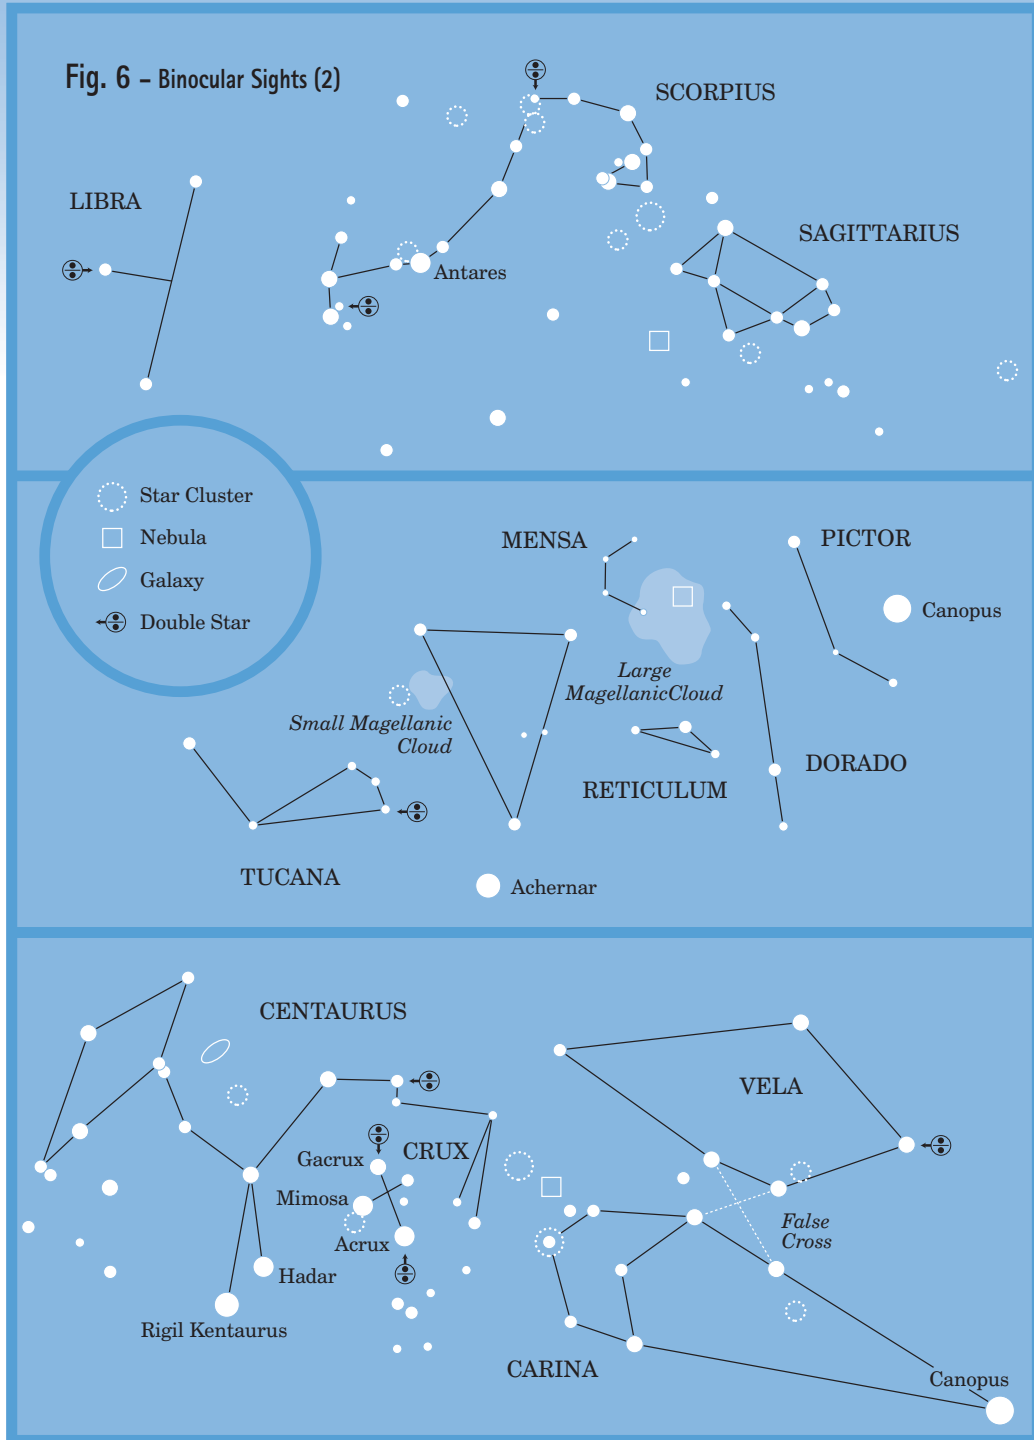 Fig. 6 – Binocular Sights (2)
SCORPIUS
LIBRA
SAGITTARIUS
Antares
Star Cluster
Nebula
Galaxy
Double Star
MENSA
PICTOR
Canopus
Large
MagellanicCloud
Small Magellanic
Cloud
RETICULUM
DORADO
TUCANA
Achernar
CENTAURUS
VELA
CRUX
Gacrux
Mimosa
Acrux
False
Cross
Hadar
Rigil Kentaurus
CARINA
Canopus